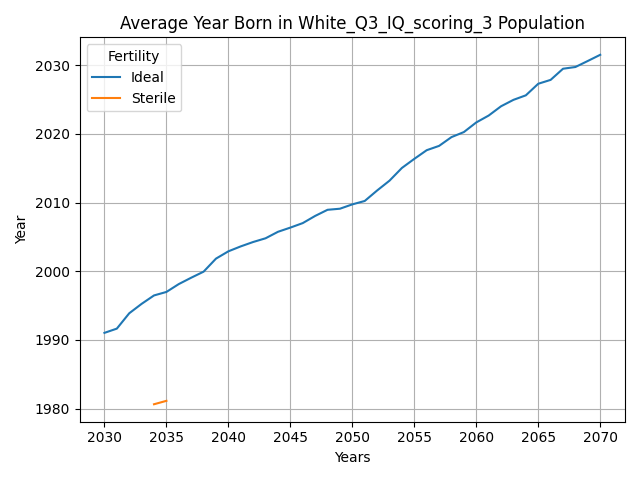 Average Year Born in White_Q3_IQ_scoring_3 Population
Fertility
Ideal
Sterile
Year
2030
2020
2010
2000
1990
1980
2030 2035 2040 2045 2050 2055 2060 2065 2070
Years